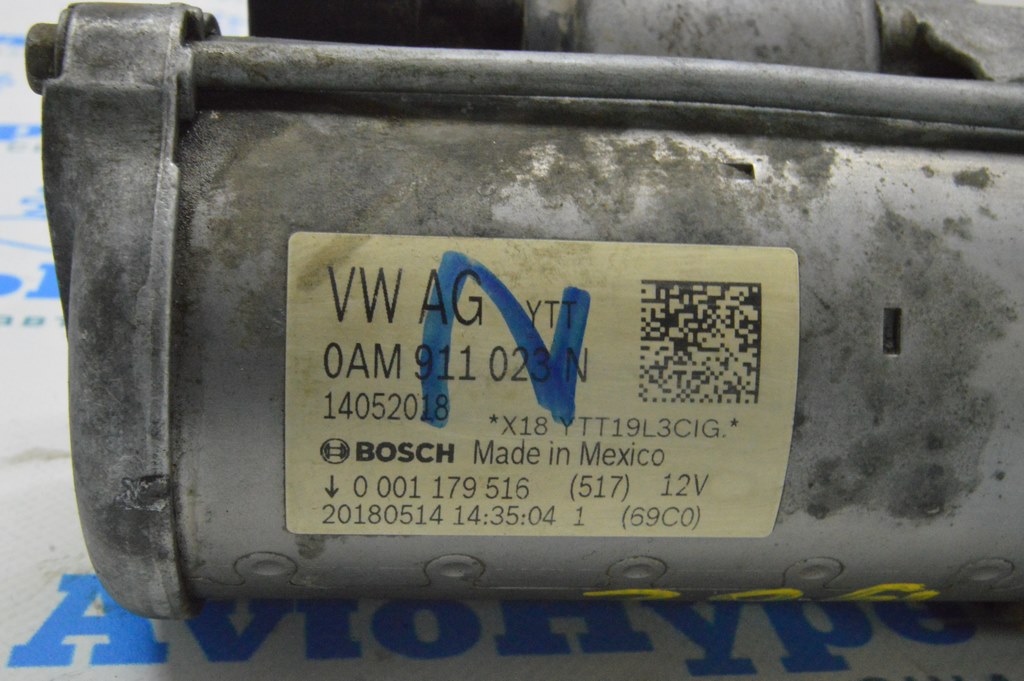 VW AG YTT
0AM 911 023 N
N
14052018
*X18 YTT19L3CIG.*
BOSCH Made in Mexico
↓ 0 001 179 516 (517) 12V
20180514 14:35:04 1 (69C0)